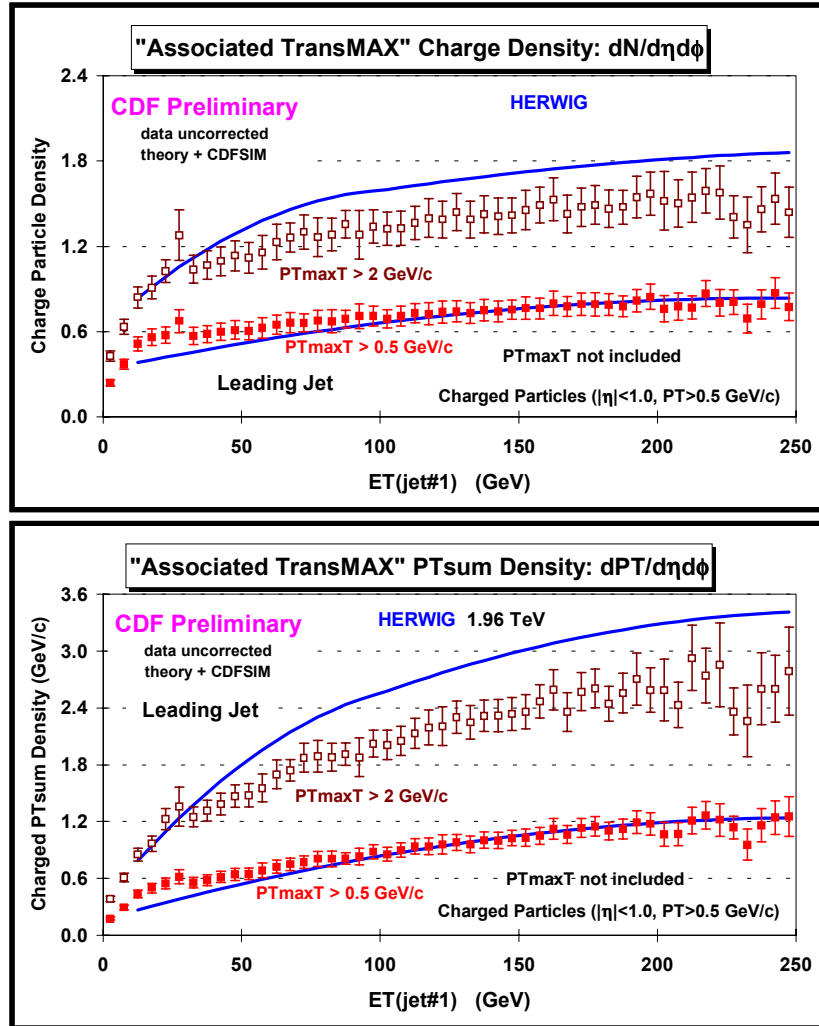 "Associated TransMAX" Charge Density: dN/dηdϕ
2.4
1.8
1.2
0.6
0.0
Charge Particle Density
CDF Preliminary
data uncorrected
theory + CDFSIM
HERWIG
PTmaxT > 2 GeV/c
PTmaxT > 0.5 GeV/c
PTmaxT not included
Leading Jet
Charged Particles (|η|<1.0, PT>0.5 GeV/c)
0 50 100 150 200 250
ET(jet#1) (GeV)
"Associated TransMAX" PTsum Density: dPT/dηdϕ
3.6
3.0
2.4
1.8
1.2
0.6
0.0
Charged PTsum Density (GeV/c)
CDF Preliminary
data uncorrected
theory + CDFSIM
HERWIG 1.96 TeV
Leading Jet
PTmaxT > 2 GeV/c
PTmaxT > 0.5 GeV/c
PTmaxT not included
Charged Particles (|η|<1.0, PT>0.5 GeV/c)
0 50 100 150 200 250
ET(jet#1) (GeV)